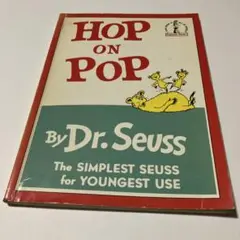 HOP
ON
POP
By Dr. Seuss
The SIMPLEST SEUSS
for YOUNGEST USE